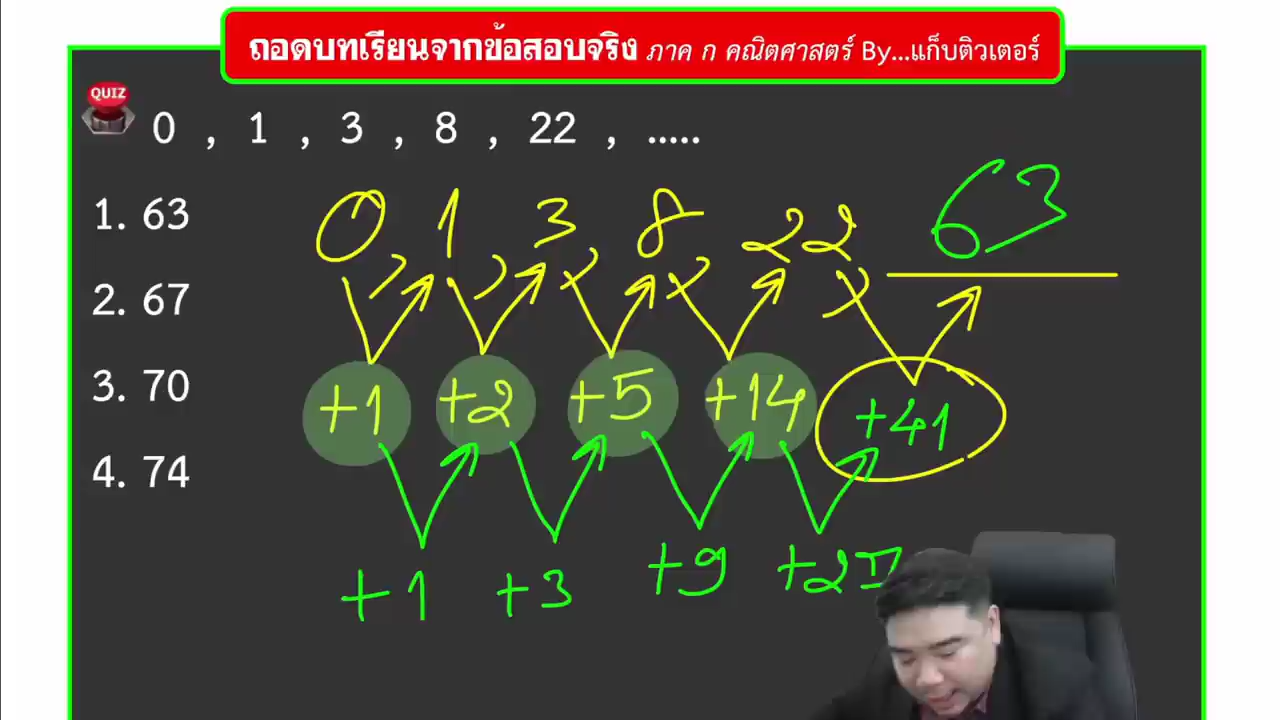 ถอดบทเรียนจากข้อสอบจริง ภาค ก คณิตศาสตร์ By...แก็บติวเตอร์
QUIZ
0 , 1 , 3 , 8 , 22 , .....
1. 63
2. 67
3. 70
4. 74
0 1 3 8 22 63
+1 +2 +5 +14 +41
+1 +3 +9 +27